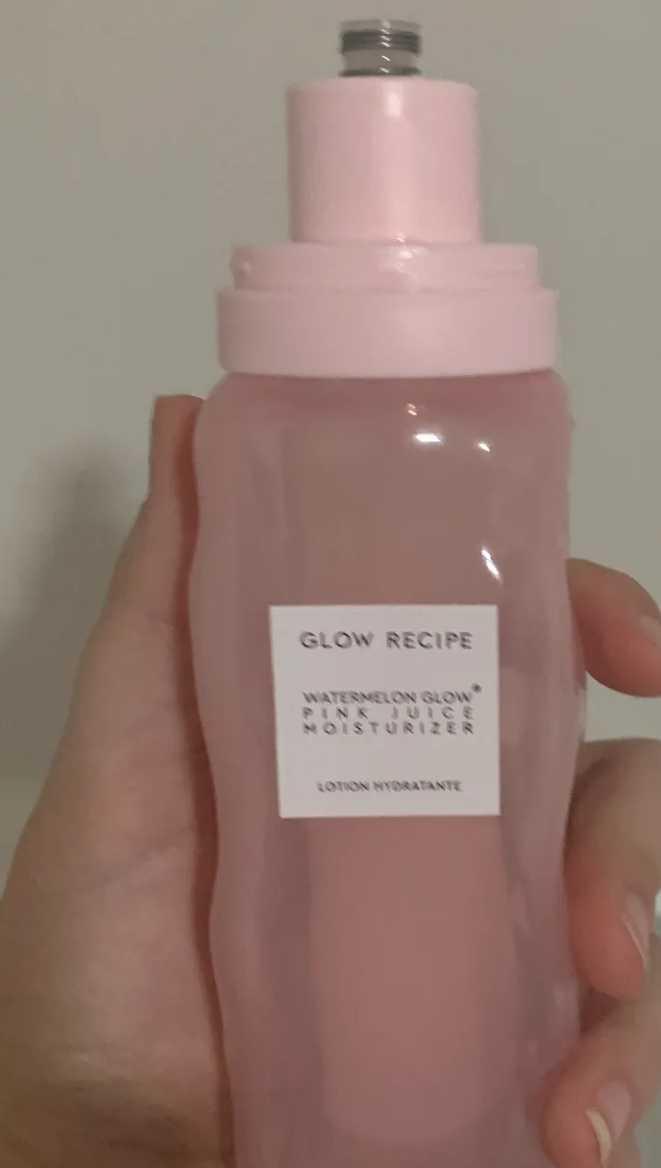 GLOW RECIPE
WATERMELON GLOW®
PINK JUICE
MOISTURIZER
LOTION HYDRATANTE